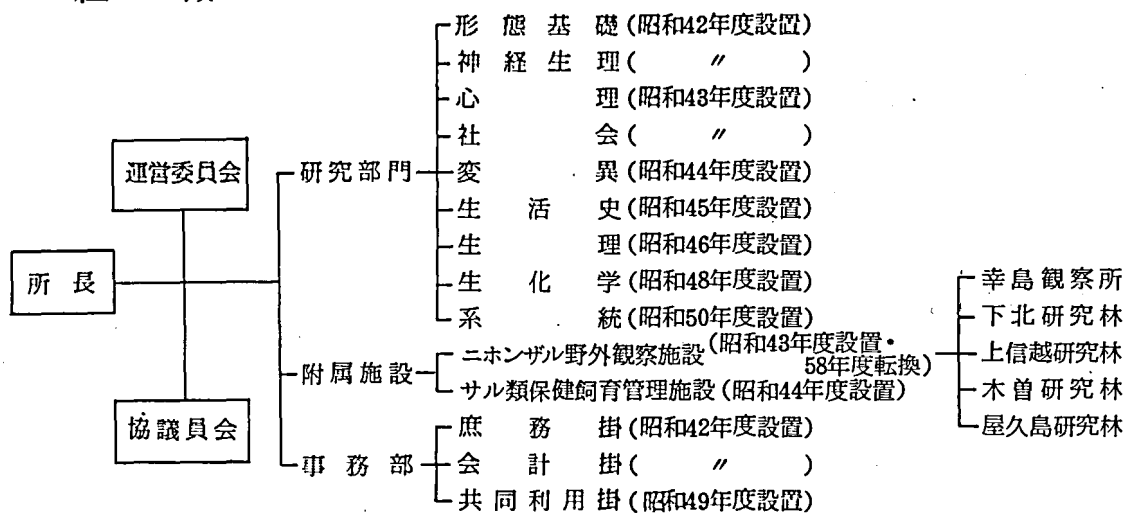 形態基礎(昭和42年度設置)
神経生理(〃)
心理(昭和43年度設置)
社会(〃)
運営委員会
研究部門
変異(昭和44年度設置)
生活史(昭和45年度設置)
生理(昭和46年度設置)
所長
生化学(昭和48年度設置)
系統(昭和50年度設置)
附属施設
ニホンザル野外観察施設(昭和43年度設置・58年度転換)
サル類保健飼育管理施設(昭和44年度設置)
幸島観察所
下北研究林
上信越研究林
木曽研究林
屋久島研究林
協議員会
事務部
庶務掛(昭和42年度設置)
会計掛(〃)
共同利用掛(昭和49年度設置)